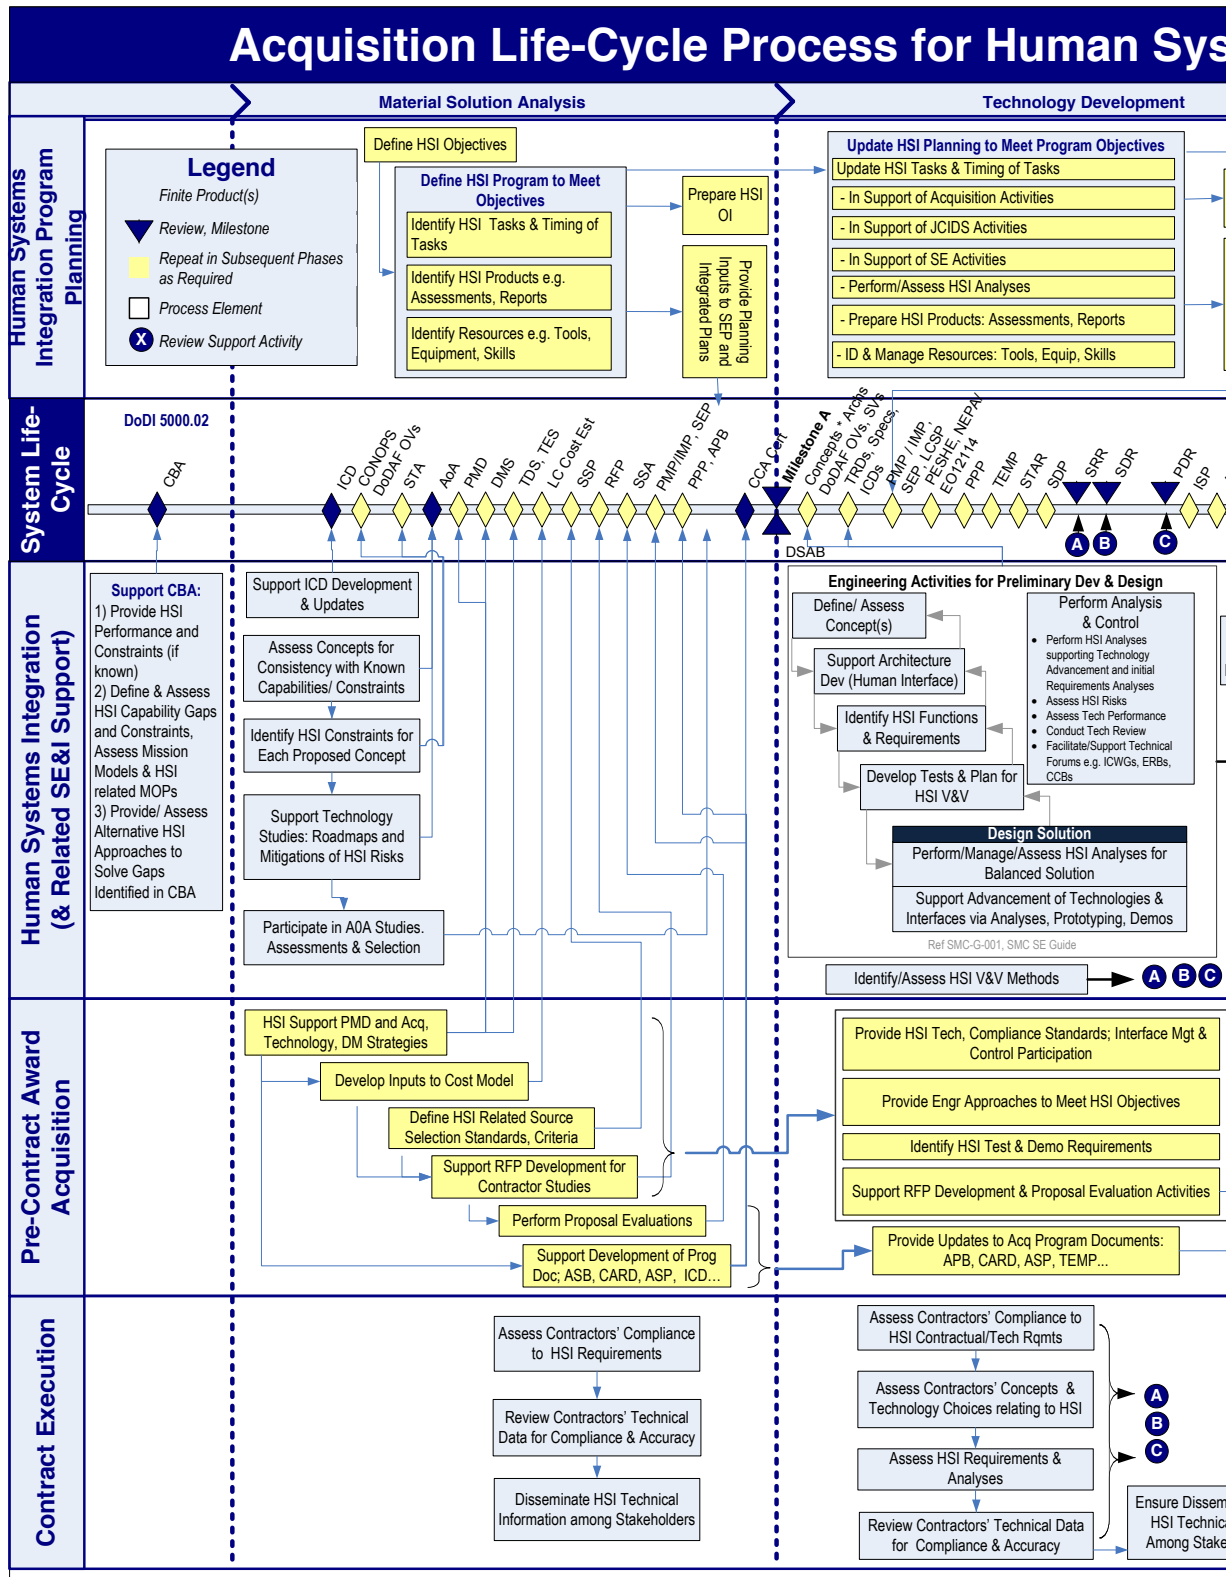 Acquisition Life-Cycle Process for Human Sys
Material Solution Analysis
Technology Development
Human Systems
Integration Program
Planning
Legend
Finite Product(s)
Review, Milestone
Repeat in Subsequent Phases
as Required
Process Element
X
Review Support Activity
Define HSI Objectives
Define HSI Program to Meet
Objectives
Identify HSI Tasks & Timing of
Tasks
Identify HSI Products e.g.
Assessments, Reports
Identify Resources e.g. Tools,
Equipment, Skills
Prepare HSI
OI
Provide Planning
Inputs to SEP and
Integrated Plans
Update HSI Planning to Meet Program Objectives
Update HSI Tasks & Timing of Tasks
- In Support of Acquisition Activities
- In Support of JCIDS Activities
- In Support of SE Activities
- Perform/Assess HSI Analyses
- Prepare HSI Products: Assessments, Reports
- ID & Manage Resources: Tools, Equip, Skills
System Life-
Cycle
DoDI 5000.02
CBA
ICD
CONOPS
DoDAF OVs
STA
AoA
PMD
DMS
TDS, TES
LC Cost Est
SSP
RFP
SSA
PMP/IMP, SEP
PPP, APB
CCA Cert
Milestone A
DSAB
Concepts * Archs
DoDAF OVs, SVs
TRDs, Specs,
ICDs
PMP / IMP,
SEP, LCSP
PESHE, NEPA/
EO12114
PPP
TEMP
STAR
SDP
SRR
SDR
PDR
ISP
A
B
C
Human Systems Integration
(& Related SE&I Support)
Support CBA:
1) Provide HSI
Performance and
Constraints (if
known)
2) Define & Assess
HSI Capability Gaps
and Constraints,
Assess Mission
Models & HSI
related MOPs
3) Provide/ Assess
Alternative HSI
Approaches to
Solve Gaps
Identified in CBA
Support ICD Development
& Updates
Assess Concepts for
Consistency with Known
Capabilities/ Constraints
Identify HSI Constraints for
Each Proposed Concept
Support Technology
Studies: Roadmaps and
Mitigations of HSI Risks
Participate in A0A Studies.
Assessments & Selection
Engineering Activities for Preliminary Dev & Design
Define/ Assess
Concept(s)
Support Architecture
Dev (Human Interface)
Identify HSI Functions
& Requirements
Develop Tests & Plan for
HSI V&V
Perform Analysis
& Control
• Perform HSI Analyses
supporting Technology
Advancement and initial
Requirements Analyses
• Assess HSI Risks
• Assess Tech Performance
• Conduct Tech Review
• Facilitate/Support Technical
Forums e.g. ICWGs, ERBs,
CCBs
Design Solution
Perform/Manage/Assess HSI Analyses for
Balanced Solution
Support Advancement of Technologies &
Interfaces via Analyses, Prototyping, Demos
Ref SMC-G-001, SMC SE Guide
Identify/Assess HSI V&V Methods
A B C
Pre-Contract Award
Acquisition
HSI Support PMD and Acq,
Technology, DM Strategies
Develop Inputs to Cost Model
Define HSI Related Source
Selection Standards, Criteria
Support RFP Development for
Contractor Studies
Perform Proposal Evaluations
Support Development of Prog
Doc; ASB, CARD, ASP, ICD…
Provide HSI Tech, Compliance Standards; Interface Mgt &
Control Participation
Provide Engr Approaches to Meet HSI Objectives
Identify HSI Test & Demo Requirements
Support RFP Development & Proposal Evaluation Activities
Provide Updates to Acq Program Documents:
APB, CARD, ASP, TEMP...
Contract Execution
Assess Contractors' Compliance
to HSI Requirements
Review Contractors' Technical
Data for Compliance & Accuracy
Disseminate HSI Technical
Information among Stakeholders
Assess Contractors' Compliance to
HSI Contractual/Tech Rqmts
Assess Contractors' Concepts &
Technology Choices relating to HSI
Assess HSI Requirements &
Analyses
Review Contractors' Technical Data
for Compliance & Accuracy
A
B
C
Ensure Dissem
HSI Technica
Among Stake